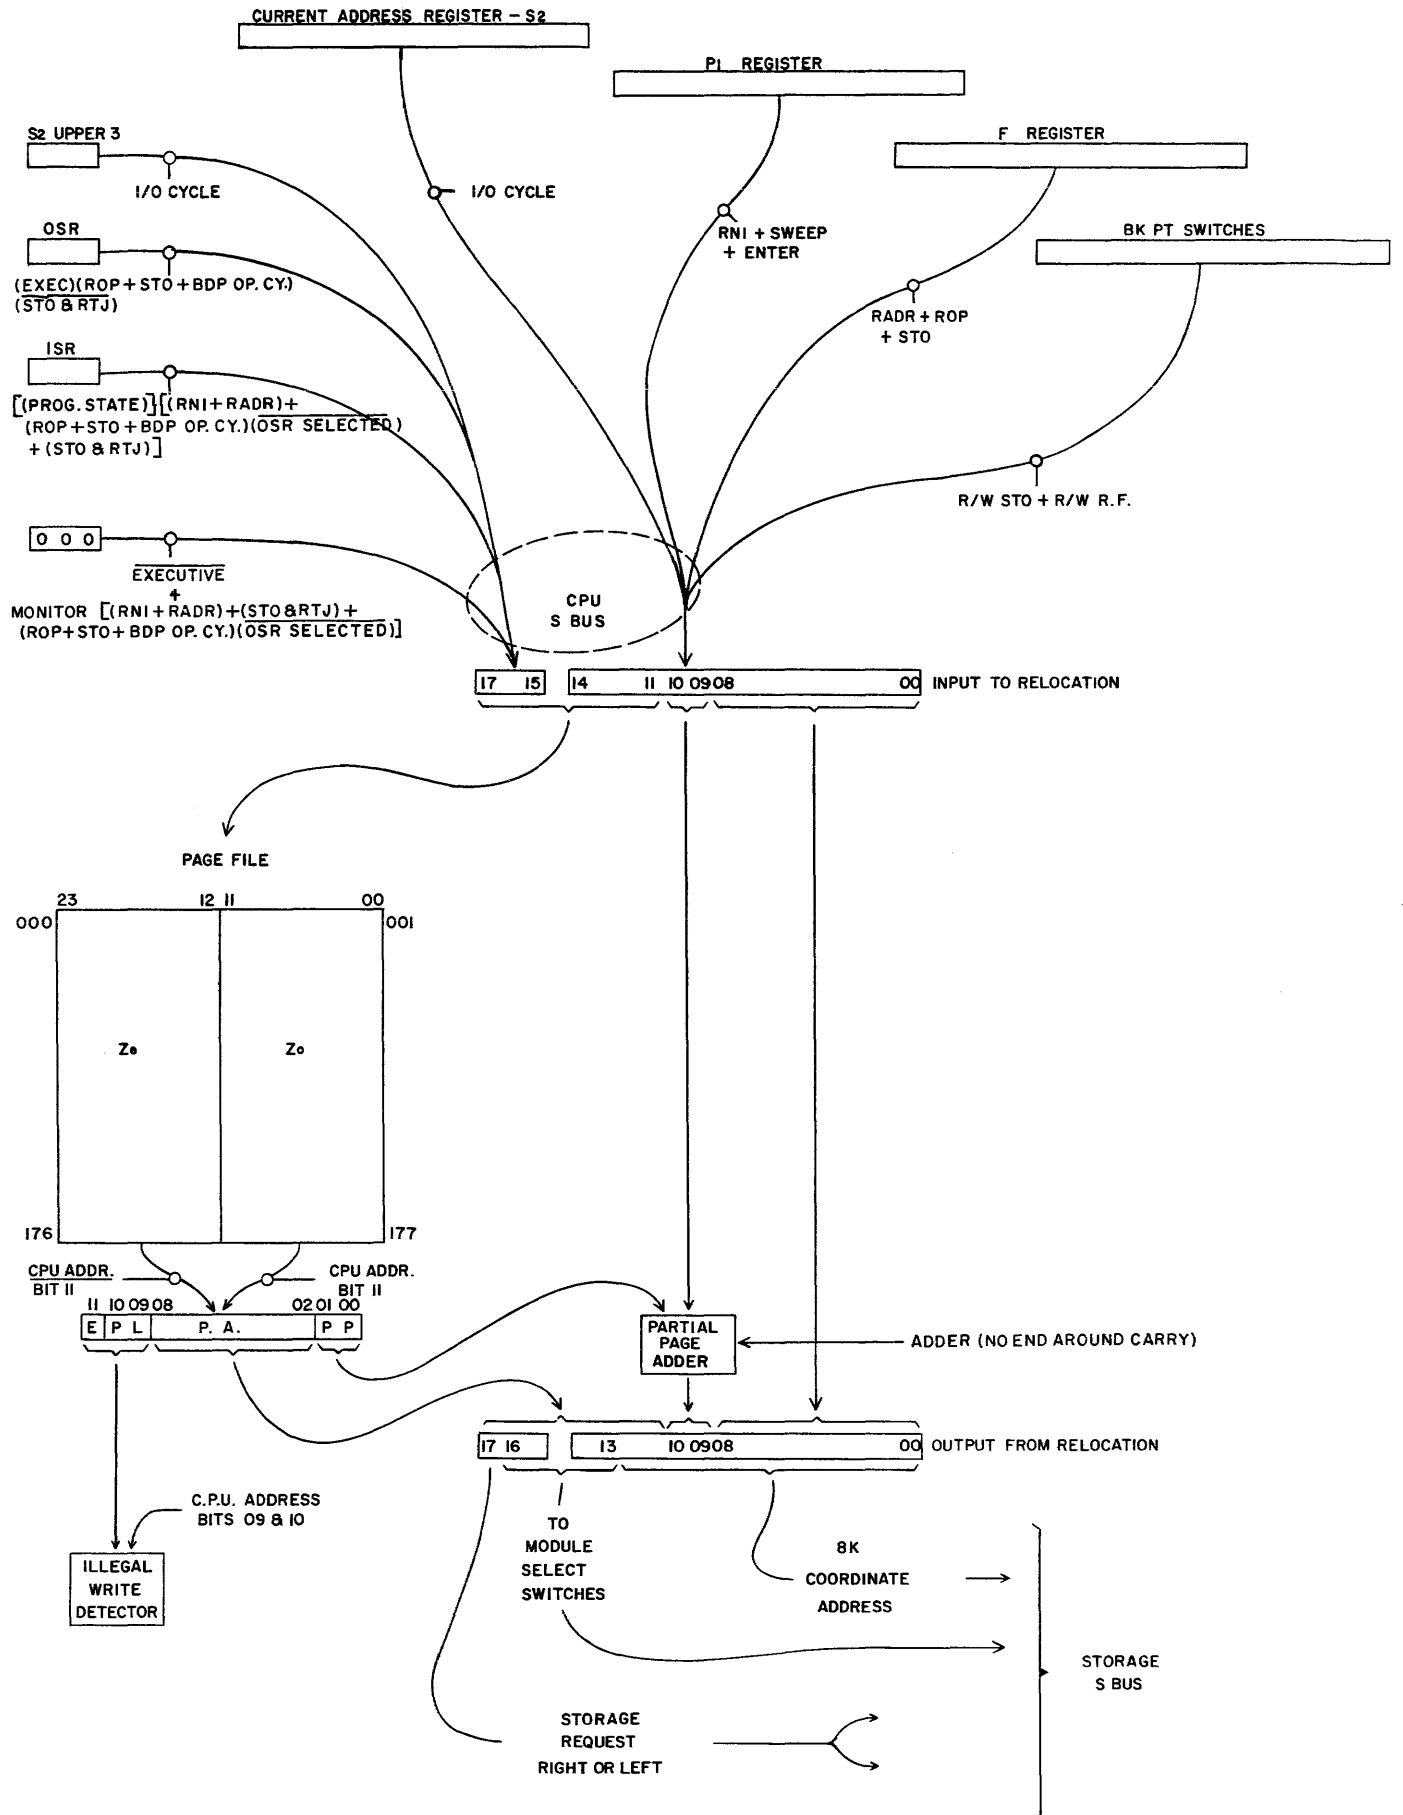 CURRENT ADDRESS REGISTER - S2
P1 REGISTER
F REGISTER
BK PT SWITCHES
S2 UPPER 3
I/O CYCLE
I/O CYCLE
OSR
(EXEC)(ROP+STO+BDP OP. CY.)
(STO & RTJ)
RNI + SWEEP
+ ENTER
RADR + ROP
+ STO
ISR
[(PROG. STATE)][(RNI+RADR)+
(ROP+STO+BDP OP. CY.)(OSR SELECTED)
+ (STO & RTJ)]
R/W STO + R/W R.F.
0 0 0
EXECUTIVE
+
MONITOR [(RNI+RADR)+(STO&RTJ)+
(ROP+STO+BDP OP. CY.)(OSR SELECTED)]
CPU
S BUS
17 15 14 11 10 09 08 00 INPUT TO RELOCATION
PAGE FILE
23 12 11 00
000 001
Ze Zo
176 177
CPU ADDR.
BIT 11
CPU ADDR.
BIT 11
11 10 09 08 02 01 00
E P L P. A. P P
PARTIAL
PAGE
ADDER
ADDER (NO END AROUND CARRY)
17 16 13 10 09 08 00 OUTPUT FROM RELOCATION
C.P.U. ADDRESS
BITS 09 & 10
ILLEGAL
WRITE
DETECTOR
TO
MODULE
SELECT
SWITCHES
8K
COORDINATE
ADDRESS
STORAGE
S BUS
STORAGE
REQUEST
RIGHT OR LEFT